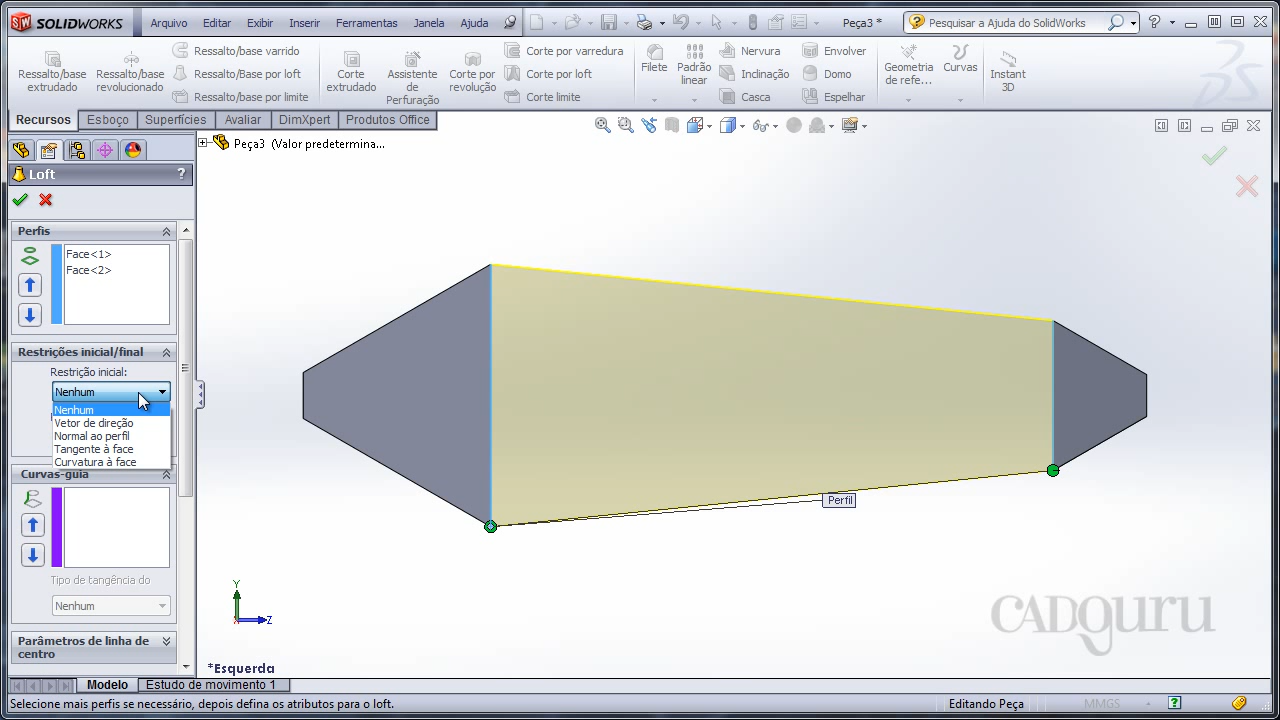 SOLIDWORKS
Arquivo Editar Exibir Inserir Ferramentas Janela Ajuda
Peça3 *
Pesquisar a Ajuda do SolidWorks
Ressalto/base extrudado
Ressalto/base revolucionado
Ressalto/base varrido
Ressalto/base por loft
Ressalto/base por limite
Corte extrudado
Assistente de Perfuração
Corte por revolução
Corte por varredura
Corte por loft
Corte limite
Filete
Padrão linear
Nervura
Inclinação
Casca
Envolver
Domo
Espelhar
Geometria de refe...
Curvas
Instant 3D
Recursos Esboço Superfícies Avaliar DimXpert Produtos Office
Peça3 (Valor predetermina...
Loft ?
Perfis
Face<1>
Face<2>
Restrições inicial/final
Restrição inicial:
Nenhum
Nenhum
Vetor de direção
Normal ao perfil
Tangente à face
Curvatura à face
Curvas-guia
Tipo de tangência do
Nenhum
Parâmetros de linha de
centro
Perfil
Y
Z
CADguru
*Esquerda
Modelo Estudo de movimento 1
Selecione mais perfis se necessário, depois defina os atributos para o loft.
Editando Peça
MMGS